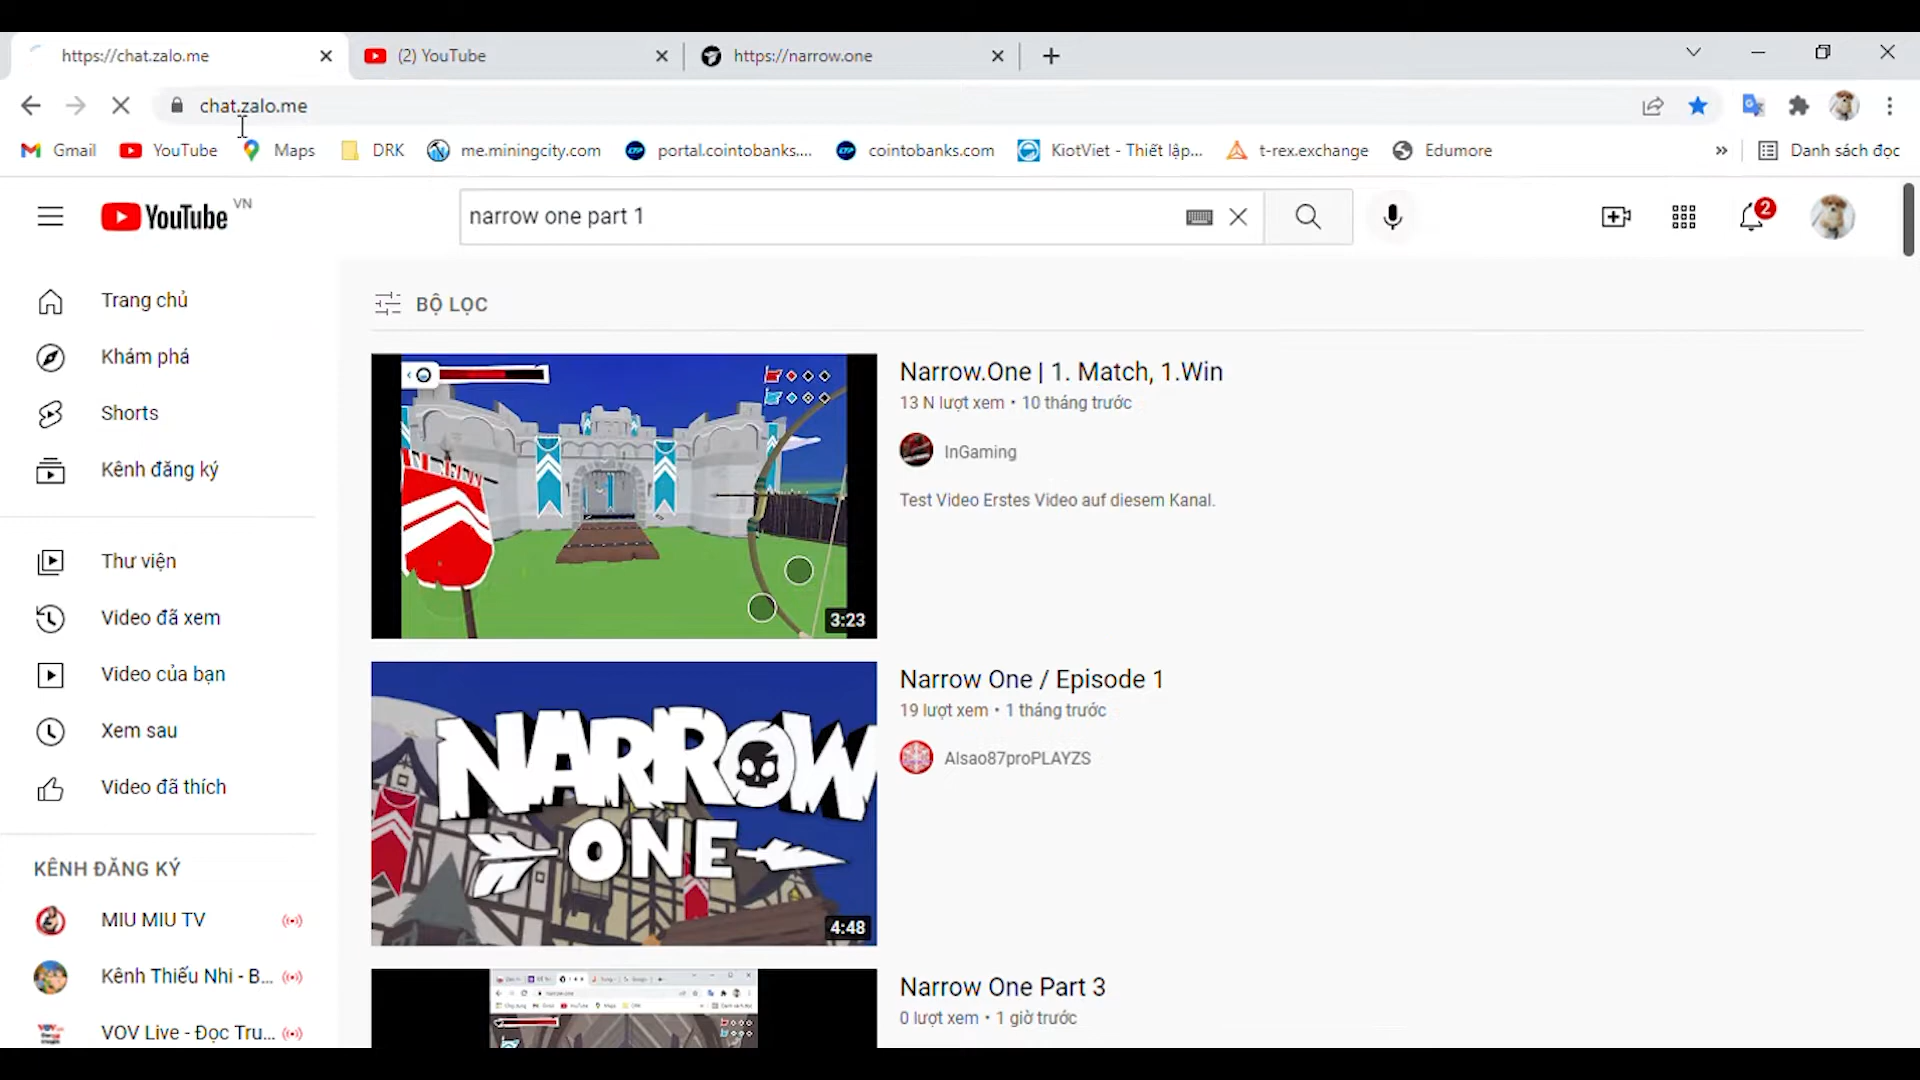 https://chat.zalo.me
(2) YouTube
https://narrow.one
chat.zalo.me
Gmail
YouTube
Maps
DRK
me.miningcity.com
portal.cointobanks....
cointobanks.com
KiotViet - Thiết lập...
t-rex.exchange
Edumore
»
Danh sách đọc
YouTube VN
narrow one part 1
2
Trang chủ
Khám phá
Shorts
Kênh đăng ký
Thư viện
Video đã xem
Video của bạn
Xem sau
Video đã thích
KÊNH ĐĂNG KÝ
MIU MIU TV
Kênh Thiếu Nhi - B...
VOV Live - Đọc Tru...
BỘ LỌC
3:23
Narrow.One | 1. Match, 1.Win
13 N lượt xem • 10 tháng trước
InGaming
Test Video Erstes Video auf diesem Kanal.
NARROW
ONE
4:48
Narrow One / Episode 1
19 lượt xem • 1 tháng trước
Alsao87proPLAYZS
Narrow One Part 3
0 lượt xem • 1 giờ trước